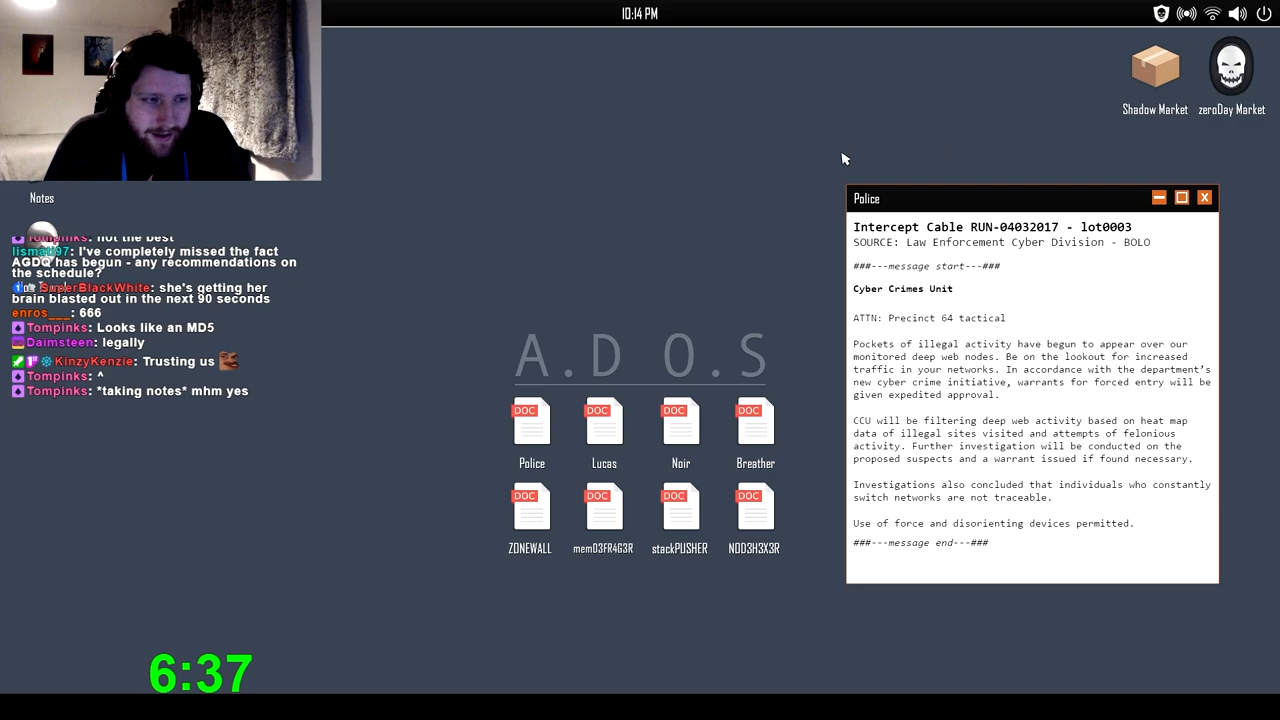 10:14 PM
Shadow Market
zeroDay Market
Notes
Tompinks: not the best
lismati97: I've completely missed the fact
AGDQ has begun - any recommendations on
the schedule?
SuperBlackWhite: she's getting her
brain blasted out in the next 90 seconds
enros___: 666
Tompinks: Looks like an MD5
Daimsteen: legally
KinzyKenzie: Trusting us
Tompinks: ^
Tompinks: *taking notes* mhm yes
A.D O.S
DOC
DOC
DOC
DOC
Police
Lucas
Noir
Breather
DOC
DOC
DOC
DOC
ZONEWALL
memD3FR4G3R
stackPUSHER
NOD3H3X3R
Police
Intercept Cable RUN-04032017 - lot0003
SOURCE: Law Enforcement Cyber Division - BOLO
###---message start---###
Cyber Crimes Unit
ATTN: Precinct 64 tactical
Pockets of illegal activity have begun to appear over our
monitored deep web nodes. Be on the lookout for increased
traffic in your networks. In accordance with the department's
new cyber crime initiative, warrants for forced entry will be
given expedited approval.
CCU will be filtering deep web activity based on heat map
data of illegal sites visited and attempts of felonious
activity. Further investigation will be conducted on the
proposed suspects and a warrant issued if found necessary.
Investigations also concluded that individuals who constantly
switch networks are not traceable.
Use of force and disorienting devices permitted.
###---message end---###
6:37